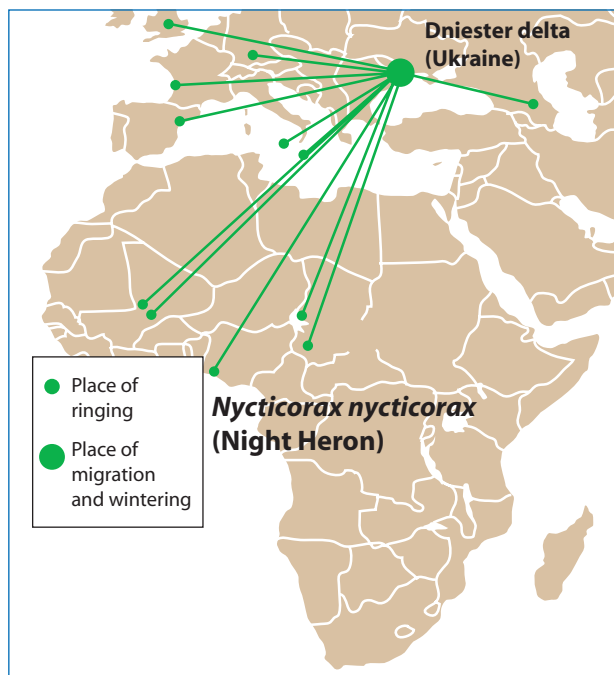 Dniester delta
(Ukraine)
Nycticorax nycticorax
(Night Heron)
Place of
ringing
Place of
migration
and wintering